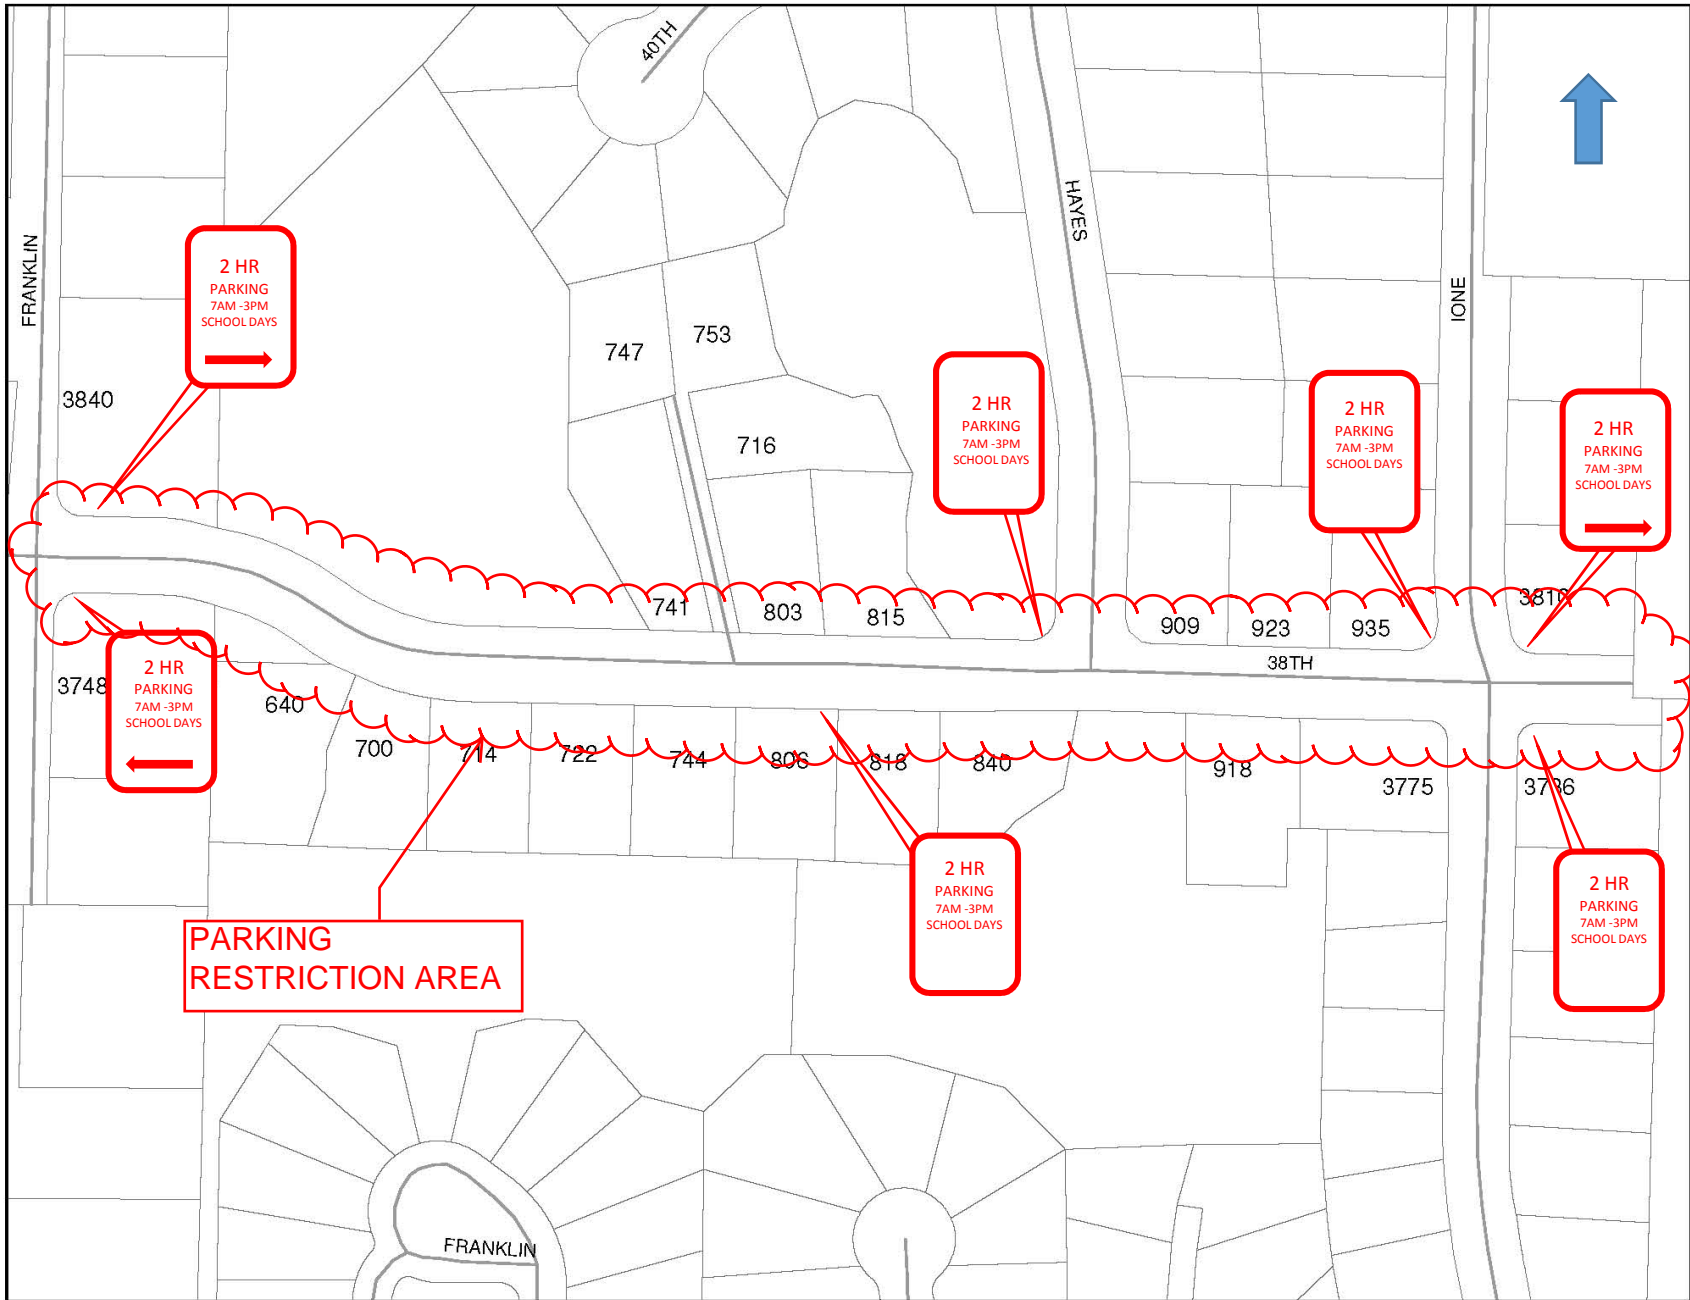 40TH
HAYES
FRANKLIN
IONE
2 HR
PARKING
7AM -3PM
SCHOOL DAYS
753
747
3840
716
2 HR
PARKING
7AM -3PM
SCHOOL DAYS
2 HR
PARKING
7AM -3PM
SCHOOL DAYS
2 HR
PARKING
7AM -3PM
SCHOOL DAYS
741
803
815
909
923
935
3810
38TH
3748
2 HR
PARKING
7AM -3PM
SCHOOL DAYS
640
700
714
722
744
806
818
840
918
3775
3736
2 HR
PARKING
7AM -3PM
SCHOOL DAYS
2 HR
PARKING
7AM -3PM
SCHOOL DAYS
PARKING
RESTRICTION AREA
FRANKLIN